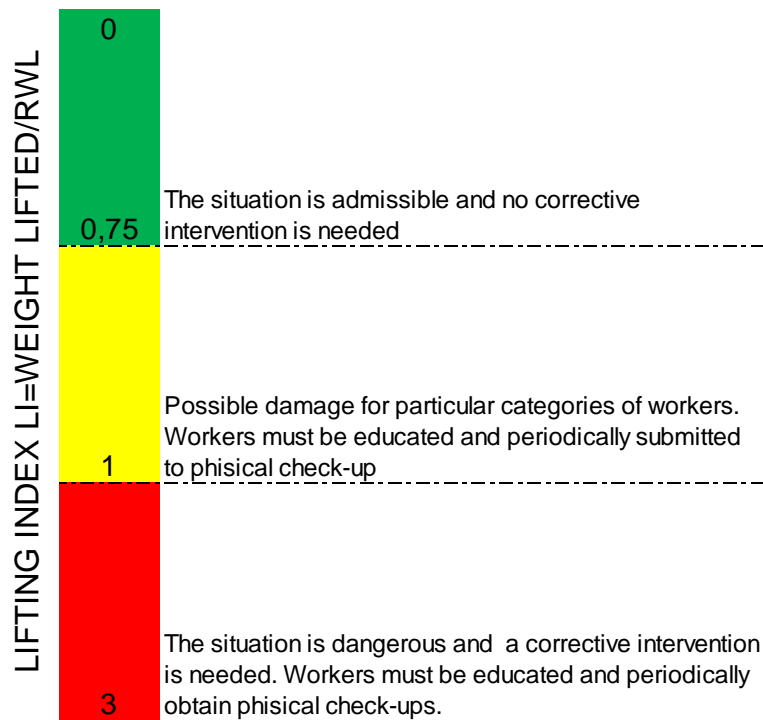 LIFTING INDEX LI=WEIGHT LIFTED/RWL
0
0,75
The situation is admissible and no corrective
intervention is needed
1
Possible damage for particular categories of workers.
Workers must be educated and periodically submitted
to phisical check-up
3
The situation is dangerous and a corrective intervention
is needed. Workers must be educated and periodically
obtain phisical check-ups.